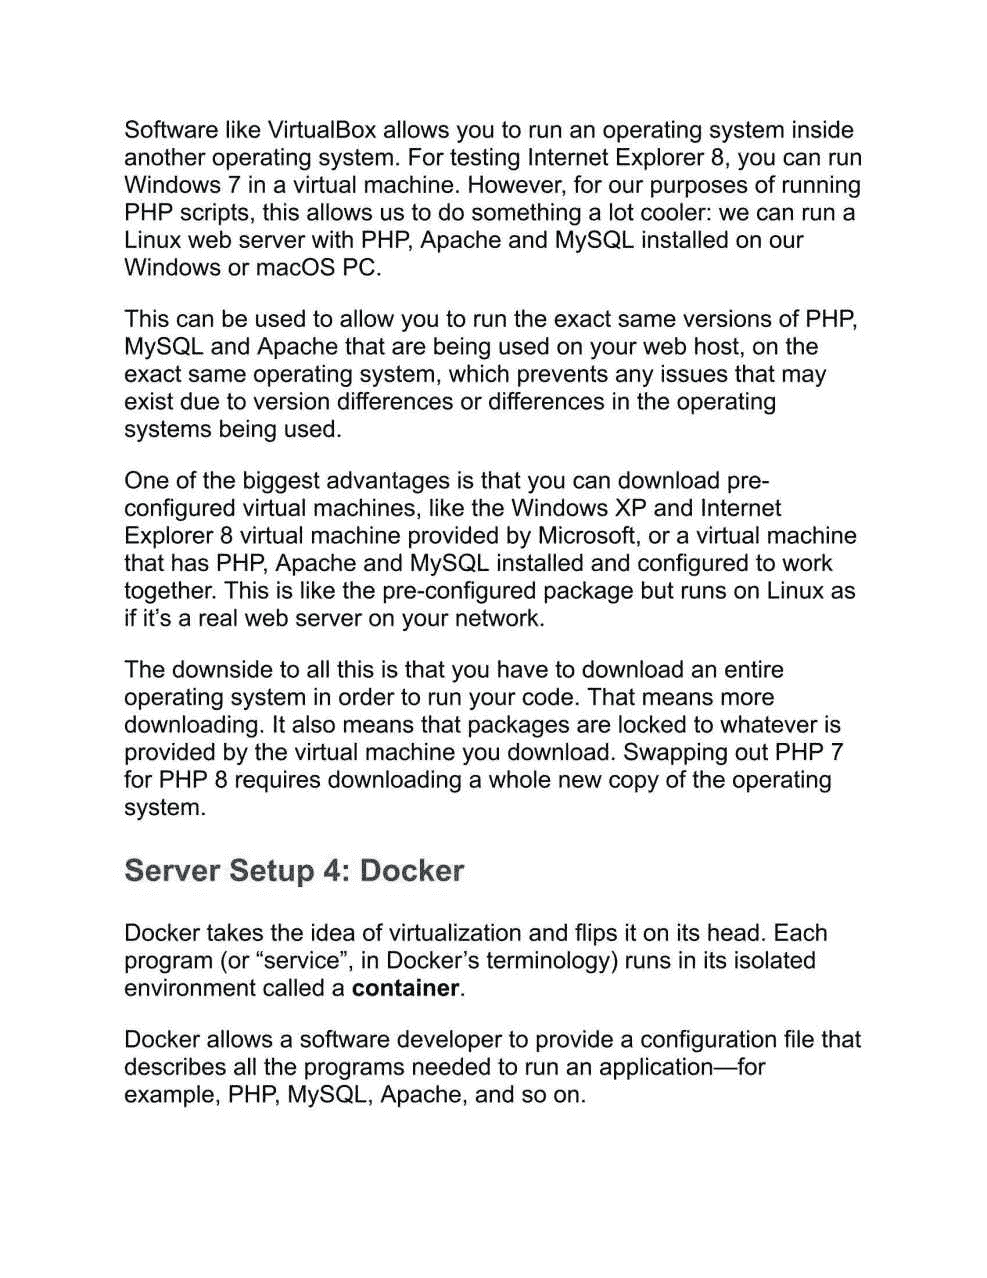 Software like VirtualBox allows you to run an operating system inside
another operating system. For testing Internet Explorer 8, you can run
Windows 7 in a virtual machine. However, for our purposes of running
PHP scripts, this allows us to do something a lot cooler: we can run a
Linux web server with PHP, Apache and MySQL installed on our
Windows or macOS PC.
This can be used to allow you to run the exact same versions of PHP,
MySQL and Apache that are being used on your web host, on the
exact same operating system, which prevents any issues that may
exist due to version differences or differences in the operating
systems being used.
One of the biggest advantages is that you can download pre-
configured virtual machines, like the Windows XP and Internet
Explorer 8 virtual machine provided by Microsoft, or a virtual machine
that has PHP, Apache and MySQL installed and configured to work
together. This is like the pre-configured package but runs on Linux as
if it’s a real web server on your network.
The downside to all this is that you have to download an entire
operating system in order to run your code. That means more
downloading. It also means that packages are locked to whatever is
provided by the virtual machine you download. Swapping out PHP 7
for PHP 8 requires downloading a whole new copy of the operating
system.
Server Setup 4: Docker
Docker takes the idea of virtualization and flips it on its head. Each
program (or “service”, in Docker’s terminology) runs in its isolated
environment called a container.
Docker allows a software developer to provide a configuration file that
describes all the programs needed to run an application—for
example, PHP, MySQL, Apache, and so on.